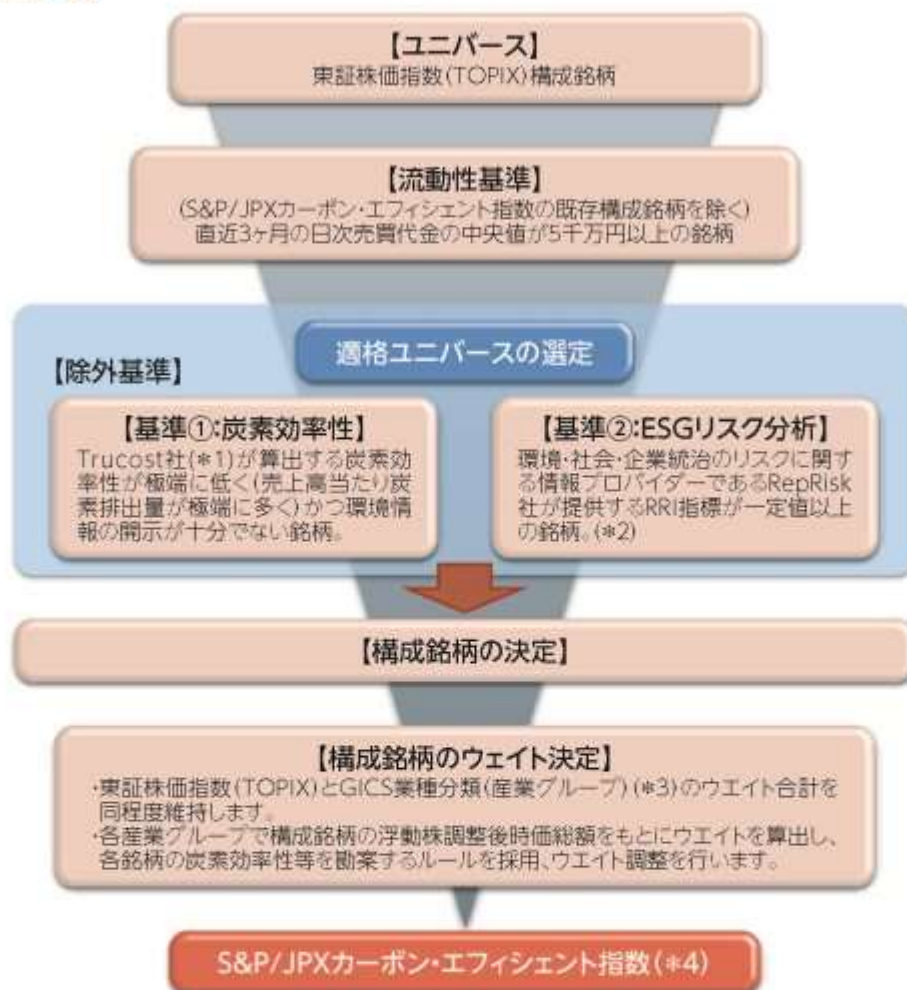 【ユニバース】
東証株価指数(TOPIX)構成銘柄
【流動性基準】
(S&P/JPXカーボン・エフィシェント指数の既存構成銘柄を除く)
直近3ヶ月の日次売買代金の中央値が5千万円以上の銘柄
適格ユニバースの選定
【除外基準】
【基準①:炭素効率性】
Trucost社(*1)が算出する炭素効
率性が極端に低く(売上高当たり炭
素排出量が極端に多く)かつ環境情
報の開示が十分でない銘柄。
【基準②:ESGリスク分析】
環境・社会・企業統治のリスクに関す
る情報プロバイダーであるRepRisk
社が提供するRRI指標が一定値以上
の銘柄。(*2)
【構成銘柄の決定】
【構成銘柄のウェイト決定】
・東証株価指数(TOPIX)とGICS業種分類(産業グループ)(*3)のウエイト合計を
同程度維持します。
・各産業グループで構成銘柄の浮動株調整後時価総額をもとにウエイトを算出し、
各銘柄の炭素効率性等を勘案するルールを採用、ウエイト調整を行います。
S&P/JPXカーボン・エフィシェント指数(*4)